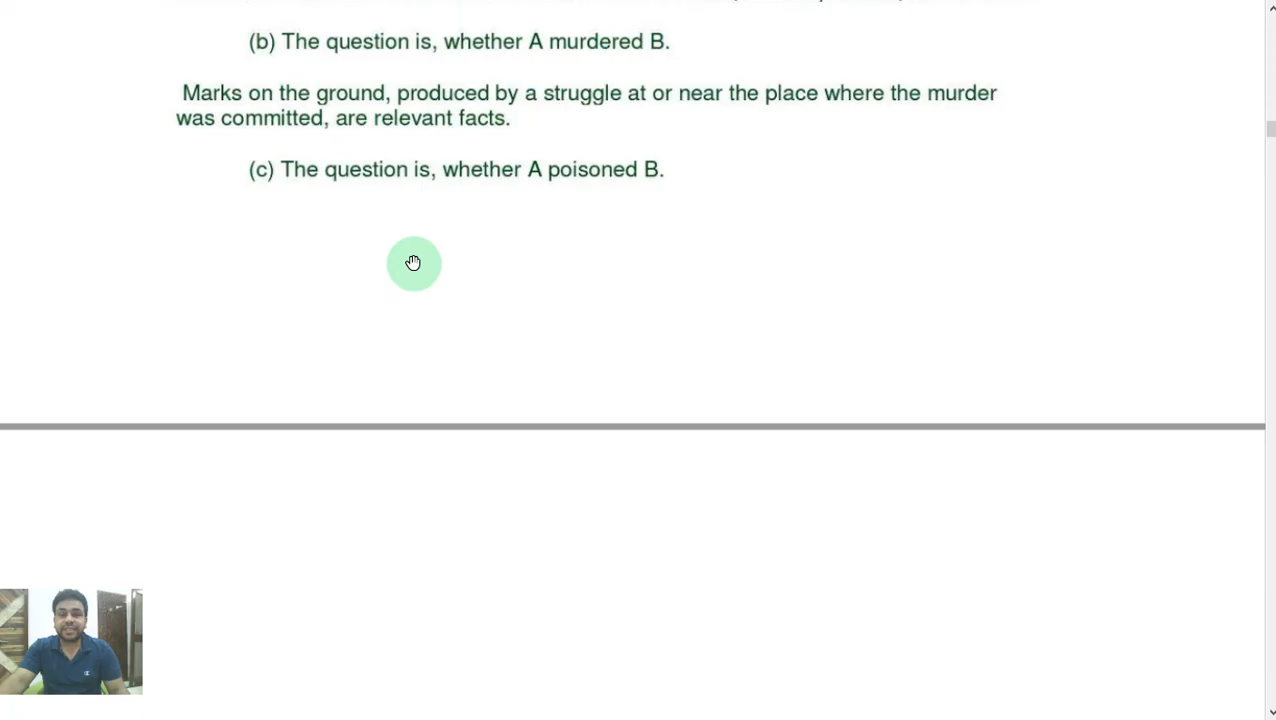 (b) The question is, whether A murdered B.
Marks on the ground, produced by a struggle at or near the place where the murder
was committed, are relevant facts.
(c) The question is, whether A poisoned B.